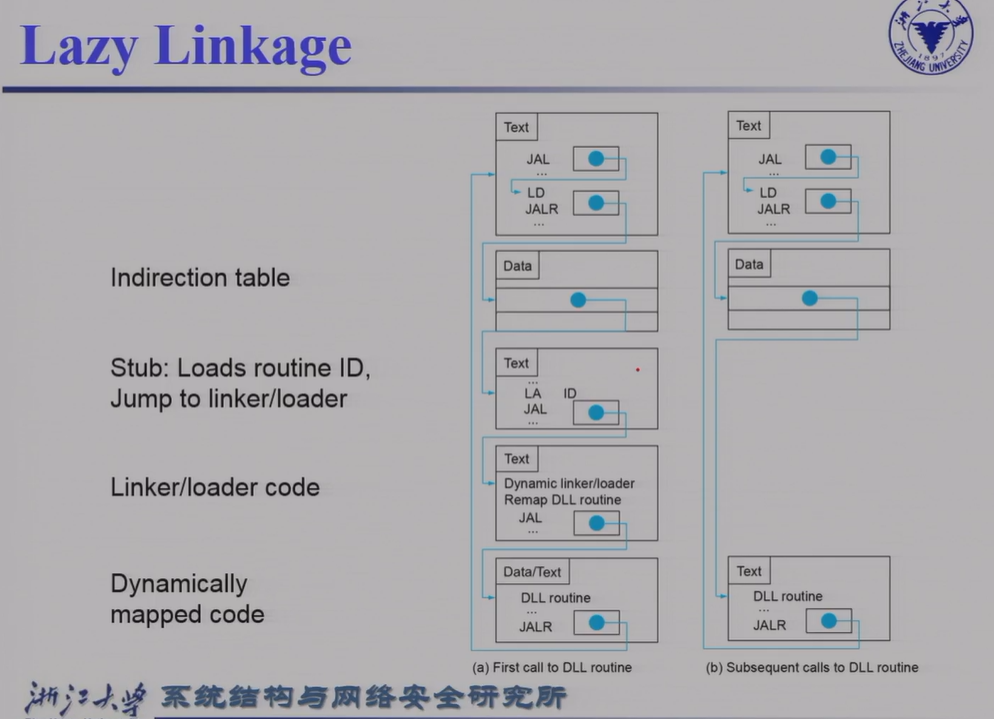 Lazy Linkage
浙江大学
ZHEJIANG UNIVERSITY
1897
Indirection table
Stub: Loads routine ID,
Jump to linker/loader
Linker/loader code
Dynamically
mapped code
Text
JAL
...
LD
JALR
...
Data
Text
...
LA ID
JAL
...
Text
Dynamic linker/loader
Remap DLL routine
JAL
...
Data/Text
DLL routine
...
JALR
(a) First call to DLL routine
Text
JAL
...
LD
JALR
...
Data
Text
DLL routine
...
JALR
(b) Subsequent calls to DLL routine
浙江大学 系统结构与网络安全研究所